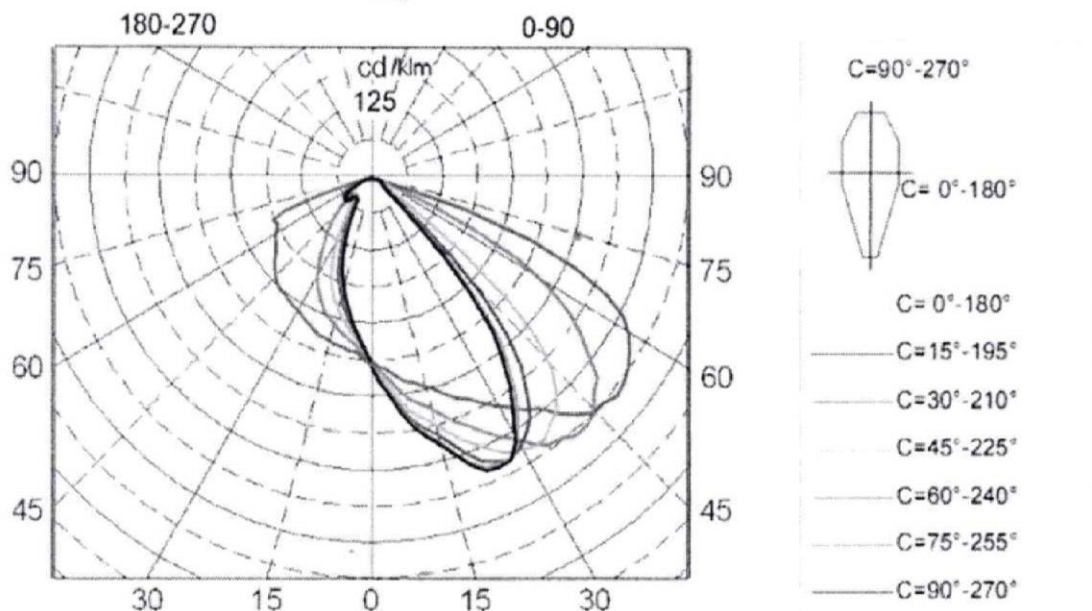 180-270 0-90
cd/klm
125
90 90
75 75
60 60
45 45
30 15 0 15 30
C=90°-270°
C= 0°-180°
C= 0°-180°
C=15°-195°
C=30°-210°
C=45°-225°
C=60°-240°
C=75°-255°
C=90°-270°